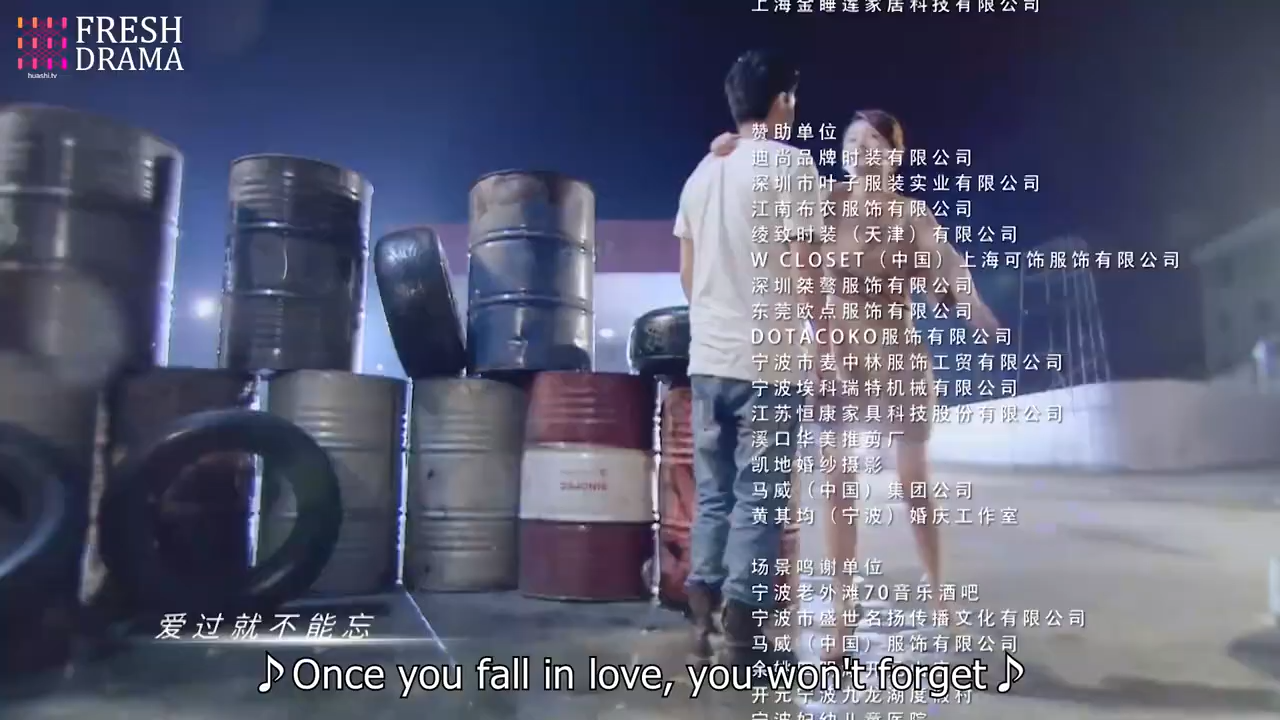 FRESH
DRAMA
huashi.tv
上海金睡莲家居科技有限公司
赞助单位
迪尚品牌时装有限公司
深圳市叶子服装实业有限公司
江南布衣服饰有限公司
绫致时装（天津）有限公司
W CLOSET（中国）上海可饰服饰有限公司
深圳桀骜服饰有限公司
东莞欧点服饰有限公司
DOTACOKO服饰有限公司
宁波市麦中林服饰工贸有限公司
宁波埃科瑞特机械有限公司
江苏恒康家具科技股份有限公司
溪口华美推剪厂
凯地婚纱摄影
马威（中国）集团公司
黄其均（宁波）婚庆工作室
场景鸣谢单位
宁波老外滩70音乐酒吧
宁波市盛世名扬传播文化有限公司
马威（中国）服饰有限公司
开元宁波九龙湖度假村
宁波妇幼儿童医院
SINOPEC
爱过就不能忘
♪Once you fall in love, you won't forget♪